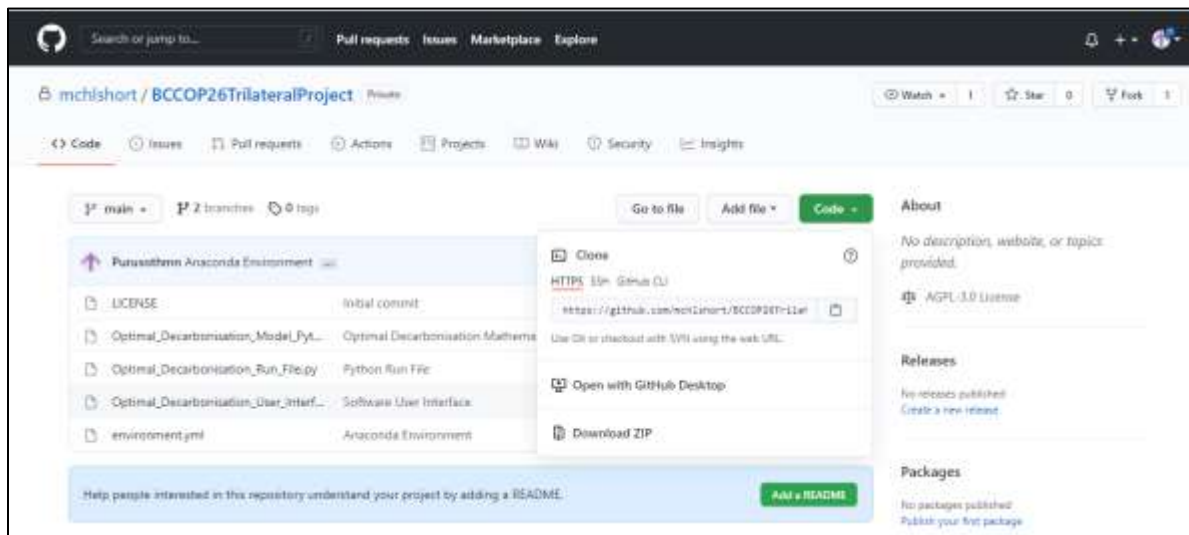 Search or jump to...
/
Pull requests Issues Marketplace Explore
mchlshort / BCCOP26TrilateralProject Private
Watch 1 Star 0 Fork 1
Code Issues Pull requests Actions Projects Wiki Security Insights
main 2 branches 0 tags Go to file Add file Code
About
No description, website, or topics
provided.
AGPL-3.0 License
Purusothmn Anaconda Environment ...
LICENSE Initial commit
Optimal_Decarbonisation_Model_Pyt... Optimal Decarbonisation Mathema
Optimal_Decarbonisation_Run_File.py Python Run File
Optimal_Decarbonisation_User_Interf... Software User Interface
environment.yml Anaconda Environment
Clone
HTTPS SSH GitHub CLI
https://github.com/mchlshort/BCCOP26Trilat
Use Git or checkout with SVN using the web URL.
Open with GitHub Desktop
Download ZIP
Releases
No releases published
Create a new release
Help people interested in this repository understand your project by adding a README. Add a README
Packages
No packages published
Publish your first package